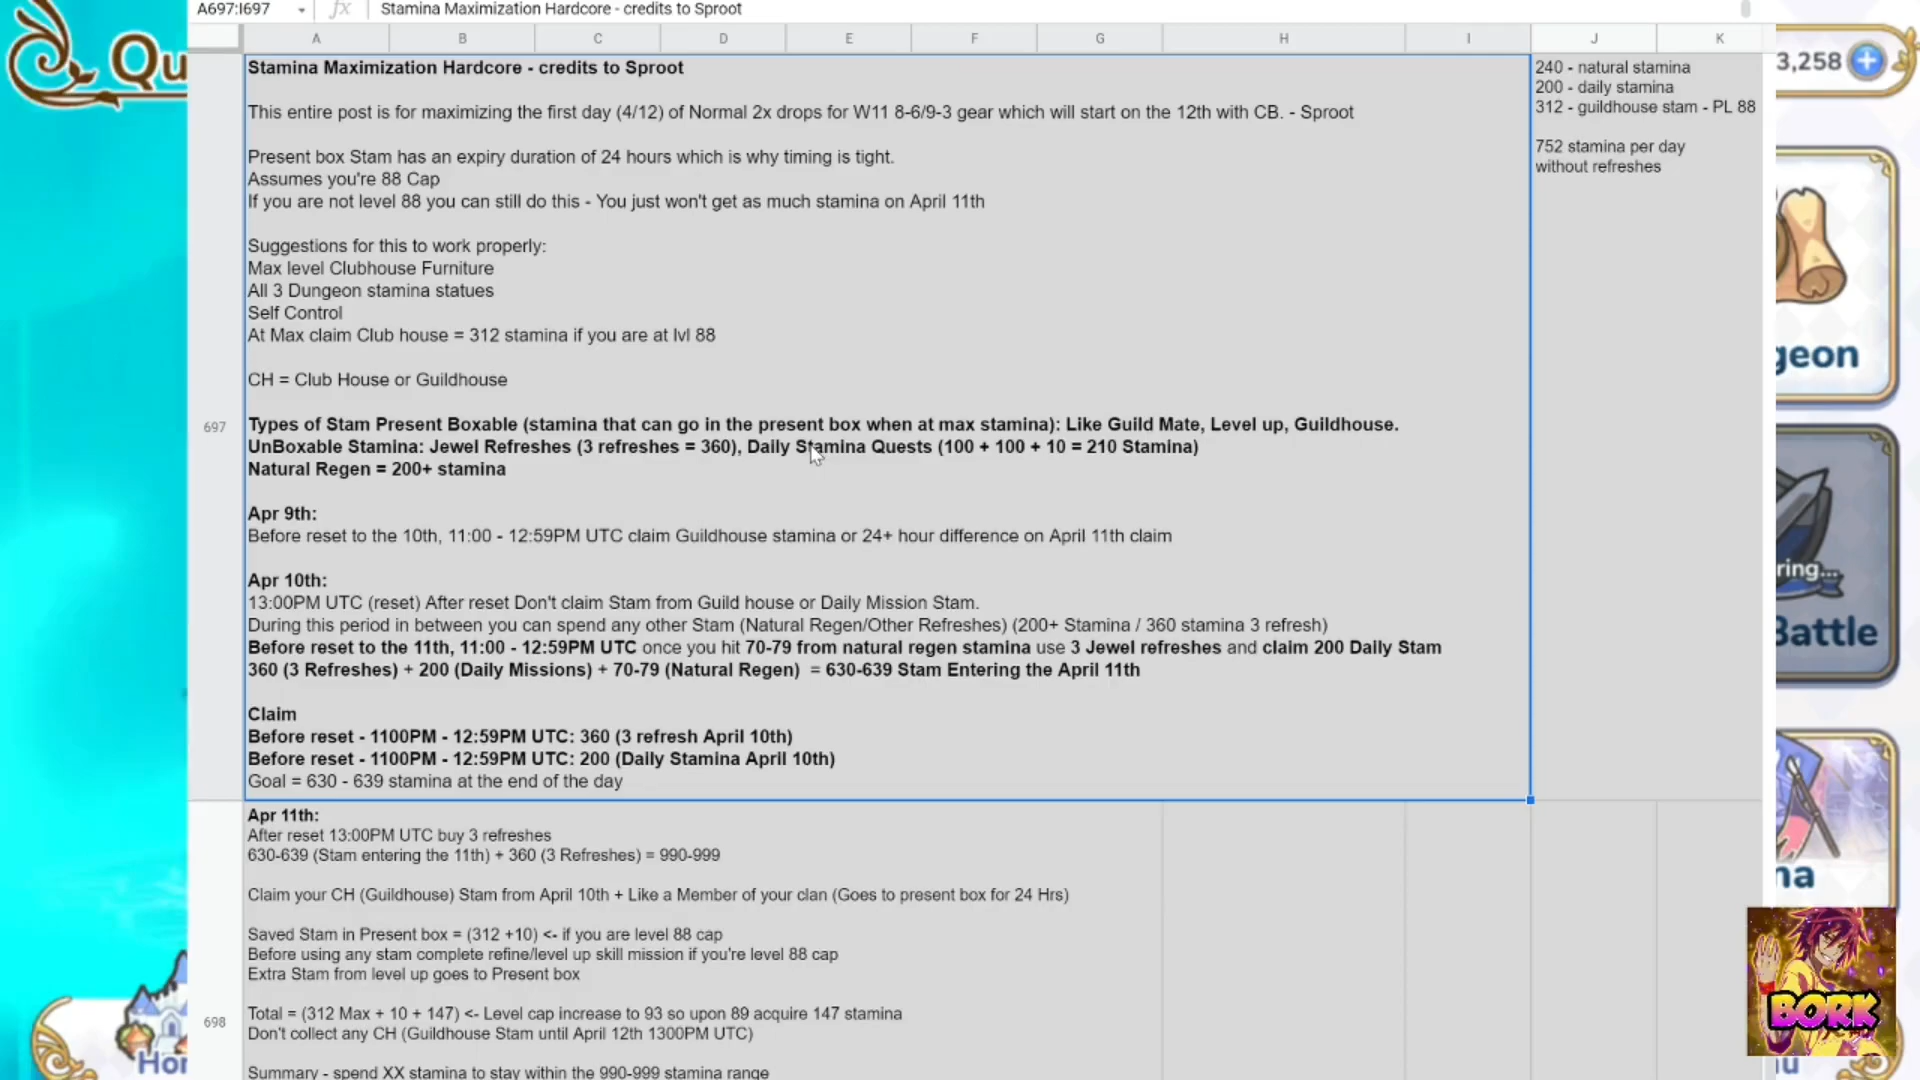 A697:I697
fx
Stamina Maximization Hardcore - credits to Sproot
A B C D E F G H I J K
Qu
3,258
Stamina Maximization Hardcore - credits to Sproot
This entire post is for maximizing the first day (4/12) of Normal 2x drops for W11 8-6/9-3 gear which will start on the 12th with CB. - Sproot
Present box Stam has an expiry duration of 24 hours which is why timing is tight.
Assumes you're 88 Cap
If you are not level 88 you can still do this - You just won't get as much stamina on April 11th
Suggestions for this to work properly:
Max level Clubhouse Furniture
All 3 Dungeon stamina statues
Self Control
At Max claim Club house = 312 stamina if you are at lvl 88
CH = Club House or Guildhouse
697
Types of Stam Present Boxable (stamina that can go in the present box when at max stamina): Like Guild Mate, Level up, Guildhouse.
UnBoxable Stamina: Jewel Refreshes (3 refreshes = 360), Daily Stamina Quests (100 + 100 + 10 = 210 Stamina)
Natural Regen = 200+ stamina
Apr 9th:
Before reset to the 10th, 11:00 - 12:59PM UTC claim Guildhouse stamina or 24+ hour difference on April 11th claim
Apr 10th:
13:00PM UTC (reset) After reset Don't claim Stam from Guild house or Daily Mission Stam.
During this period in between you can spend any other Stam (Natural Regen/Other Refreshes) (200+ Stamina / 360 stamina 3 refresh)
Before reset to the 11th, 11:00 - 12:59PM UTC once you hit 70-79 from natural regen stamina use 3 Jewel refreshes and claim 200 Daily Stam
360 (3 Refreshes) + 200 (Daily Missions) + 70-79 (Natural Regen) = 630-639 Stam Entering the April 11th
Claim
Before reset - 1100PM - 12:59PM UTC: 360 (3 refresh April 10th)
Before reset - 1100PM - 12:59PM UTC: 200 (Daily Stamina April 10th)
Goal = 630 - 639 stamina at the end of the day
240 - natural stamina
200 - daily stamina
312 - guildhouse stam - PL 88
752 stamina per day
without refreshes
geon
ring...
Battle
na
Apr 11th:
After reset 13:00PM UTC buy 3 refreshes
630-639 (Stam entering the 11th) + 360 (3 Refreshes) = 990-999
Claim your CH (Guildhouse) Stam from April 10th + Like a Member of your clan (Goes to present box for 24 Hrs)
Saved Stam in Present box = (312 +10) <- if you are level 88 cap
Before using any stam complete refine/level up skill mission if you're level 88 cap
Extra Stam from level up goes to Present box
698
Total = (312 Max + 10 + 147) <- Level cap increase to 93 so upon 89 acquire 147 stamina
Don't collect any CH (Guildhouse Stam until April 12th 1300PM UTC)
Summary - spend XX stamina to stay within the 990-999 stamina range
BORK
Hor